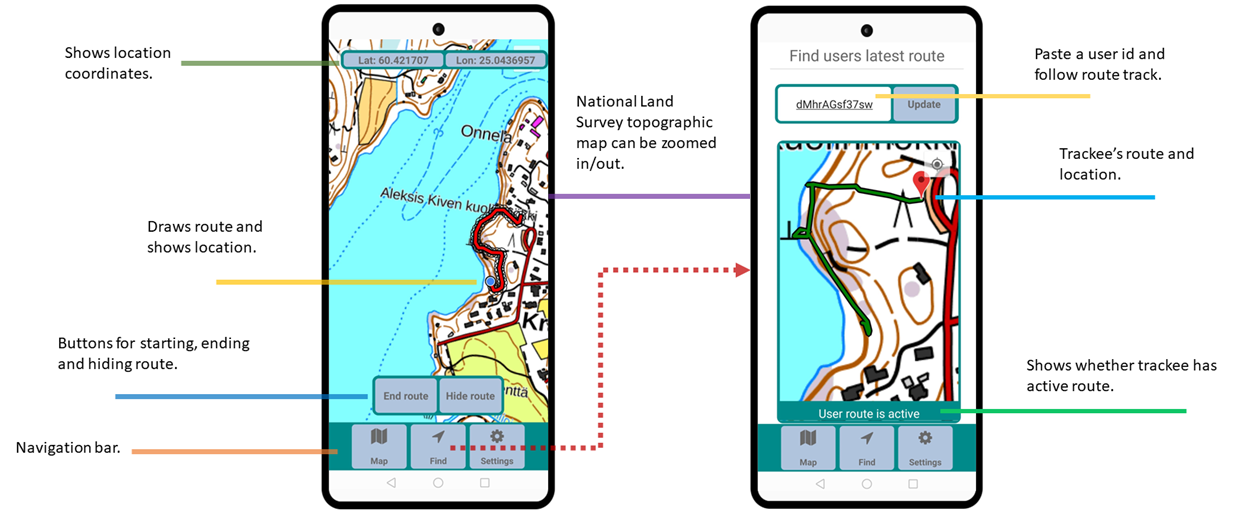 Shows location
coordinates.
Draws route and
shows location.
Buttons for starting, ending
and hiding route.
Navigation bar.
Lat: 60.421707
Lon: 25.0436957
Onnela
Aleksis Kiven
End route
Hide route
Map
Find
Settings
National Land
Survey topographic
map can be zoomed
in/out.
Find users latest route
dMhrAGsf37sw
Update
User route is active
Map
Find
Settings
Paste a user id and
follow route track.
Trackee's route and
location.
Shows whether trackee has
active route.